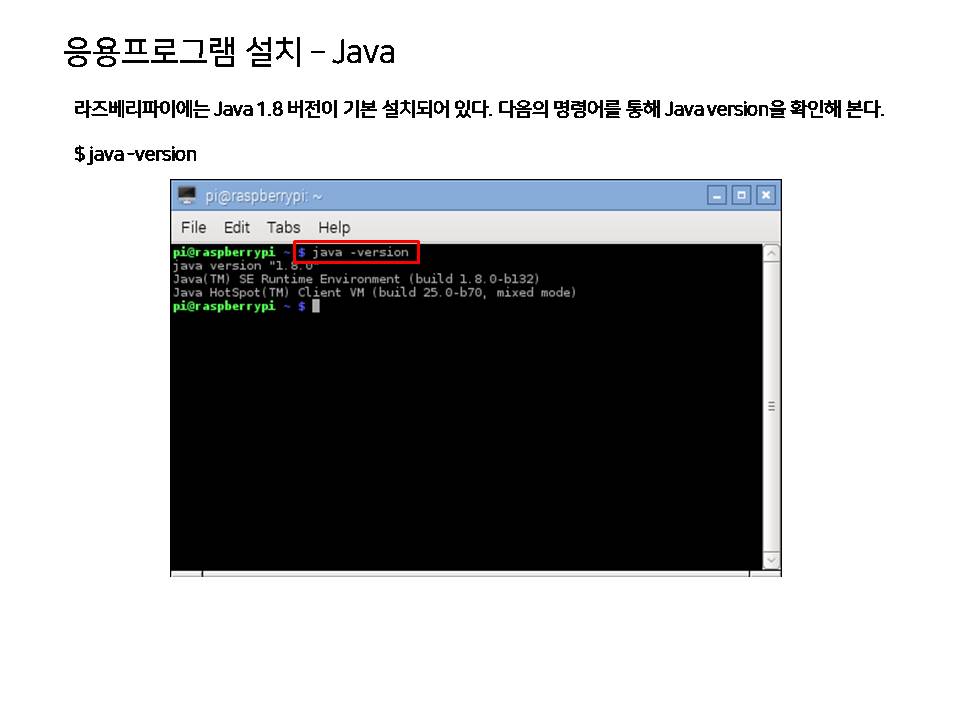 응용프로그램 설치 – Java
라즈베리파이에는 Java 1.8 버전이 기본 설치되어 있다. 다음의 명령어를 통해 Java version을 확인해 본다.
$ java -version
pi@raspberrypi: ~
File Edit Tabs Help
pi@raspberrypi ~ $ java -version
java version "1.8.0"
Java(TM) SE Runtime Environment (build 1.8.0-b132)
Java HotSpot(TM) Client VM (build 25.0-b70, mixed mode)
pi@raspberrypi ~ $